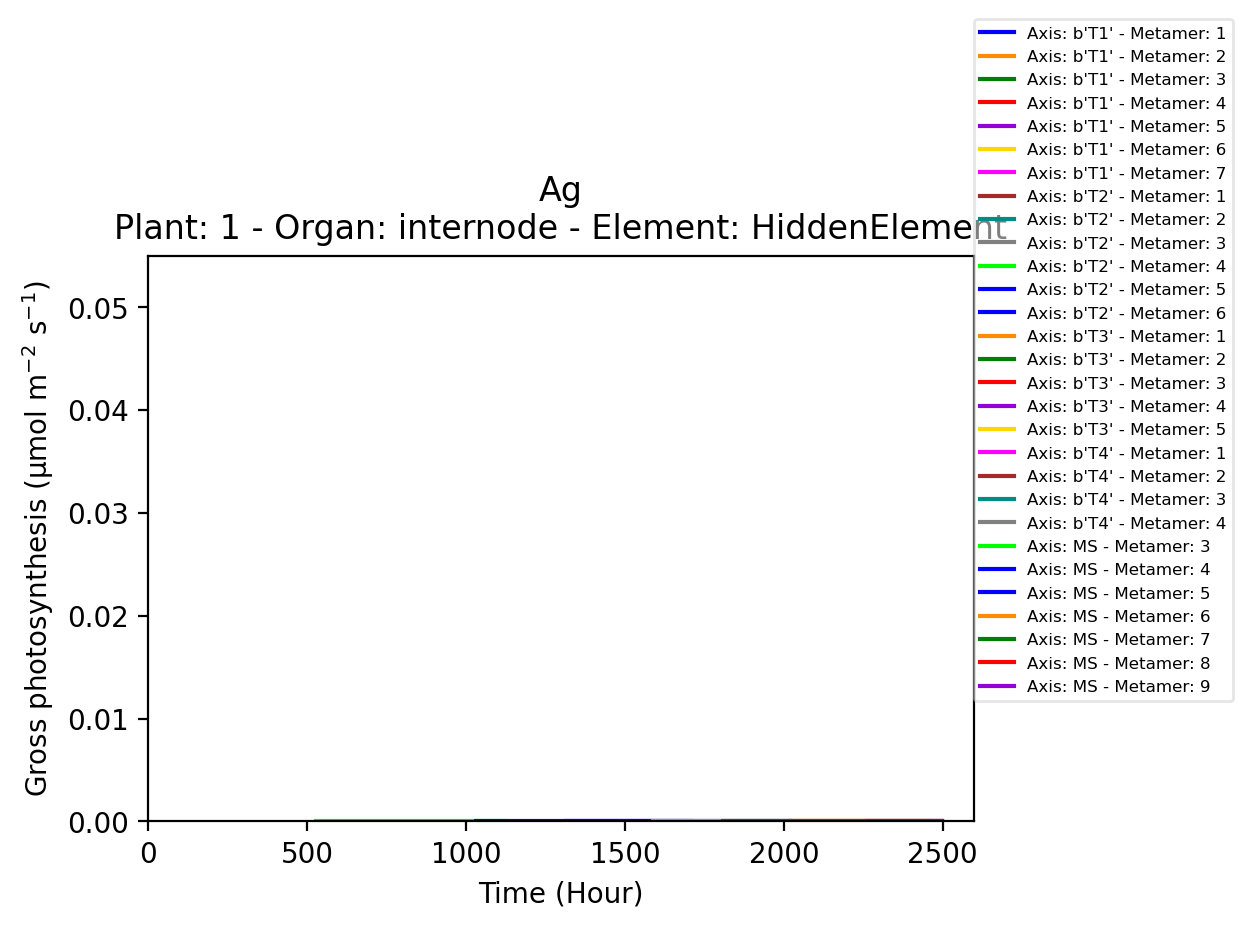 Ag
Plant: 1 - Organ: internode - Element: HiddenElement
Gross photosynthesis (µmol m⁻² s⁻¹)
0.05
0.04
0.03
0.02
0.01
0.00
0 500 1000 1500 2000 2500
Time (Hour)
Axis: b'T1' - Metamer: 1
Axis: b'T1' - Metamer: 2
Axis: b'T1' - Metamer: 3
Axis: b'T1' - Metamer: 4
Axis: b'T1' - Metamer: 5
Axis: b'T1' - Metamer: 6
Axis: b'T1' - Metamer: 7
Axis: b'T2' - Metamer: 1
Axis: b'T2' - Metamer: 2
Axis: b'T2' - Metamer: 3
Axis: b'T2' - Metamer: 4
Axis: b'T2' - Metamer: 5
Axis: b'T2' - Metamer: 6
Axis: b'T3' - Metamer: 1
Axis: b'T3' - Metamer: 2
Axis: b'T3' - Metamer: 3
Axis: b'T3' - Metamer: 4
Axis: b'T3' - Metamer: 5
Axis: b'T4' - Metamer: 1
Axis: b'T4' - Metamer: 2
Axis: b'T4' - Metamer: 3
Axis: b'T4' - Metamer: 4
Axis: MS - Metamer: 3
Axis: MS - Metamer: 4
Axis: MS - Metamer: 5
Axis: MS - Metamer: 6
Axis: MS - Metamer: 7
Axis: MS - Metamer: 8
Axis: MS - Metamer: 9